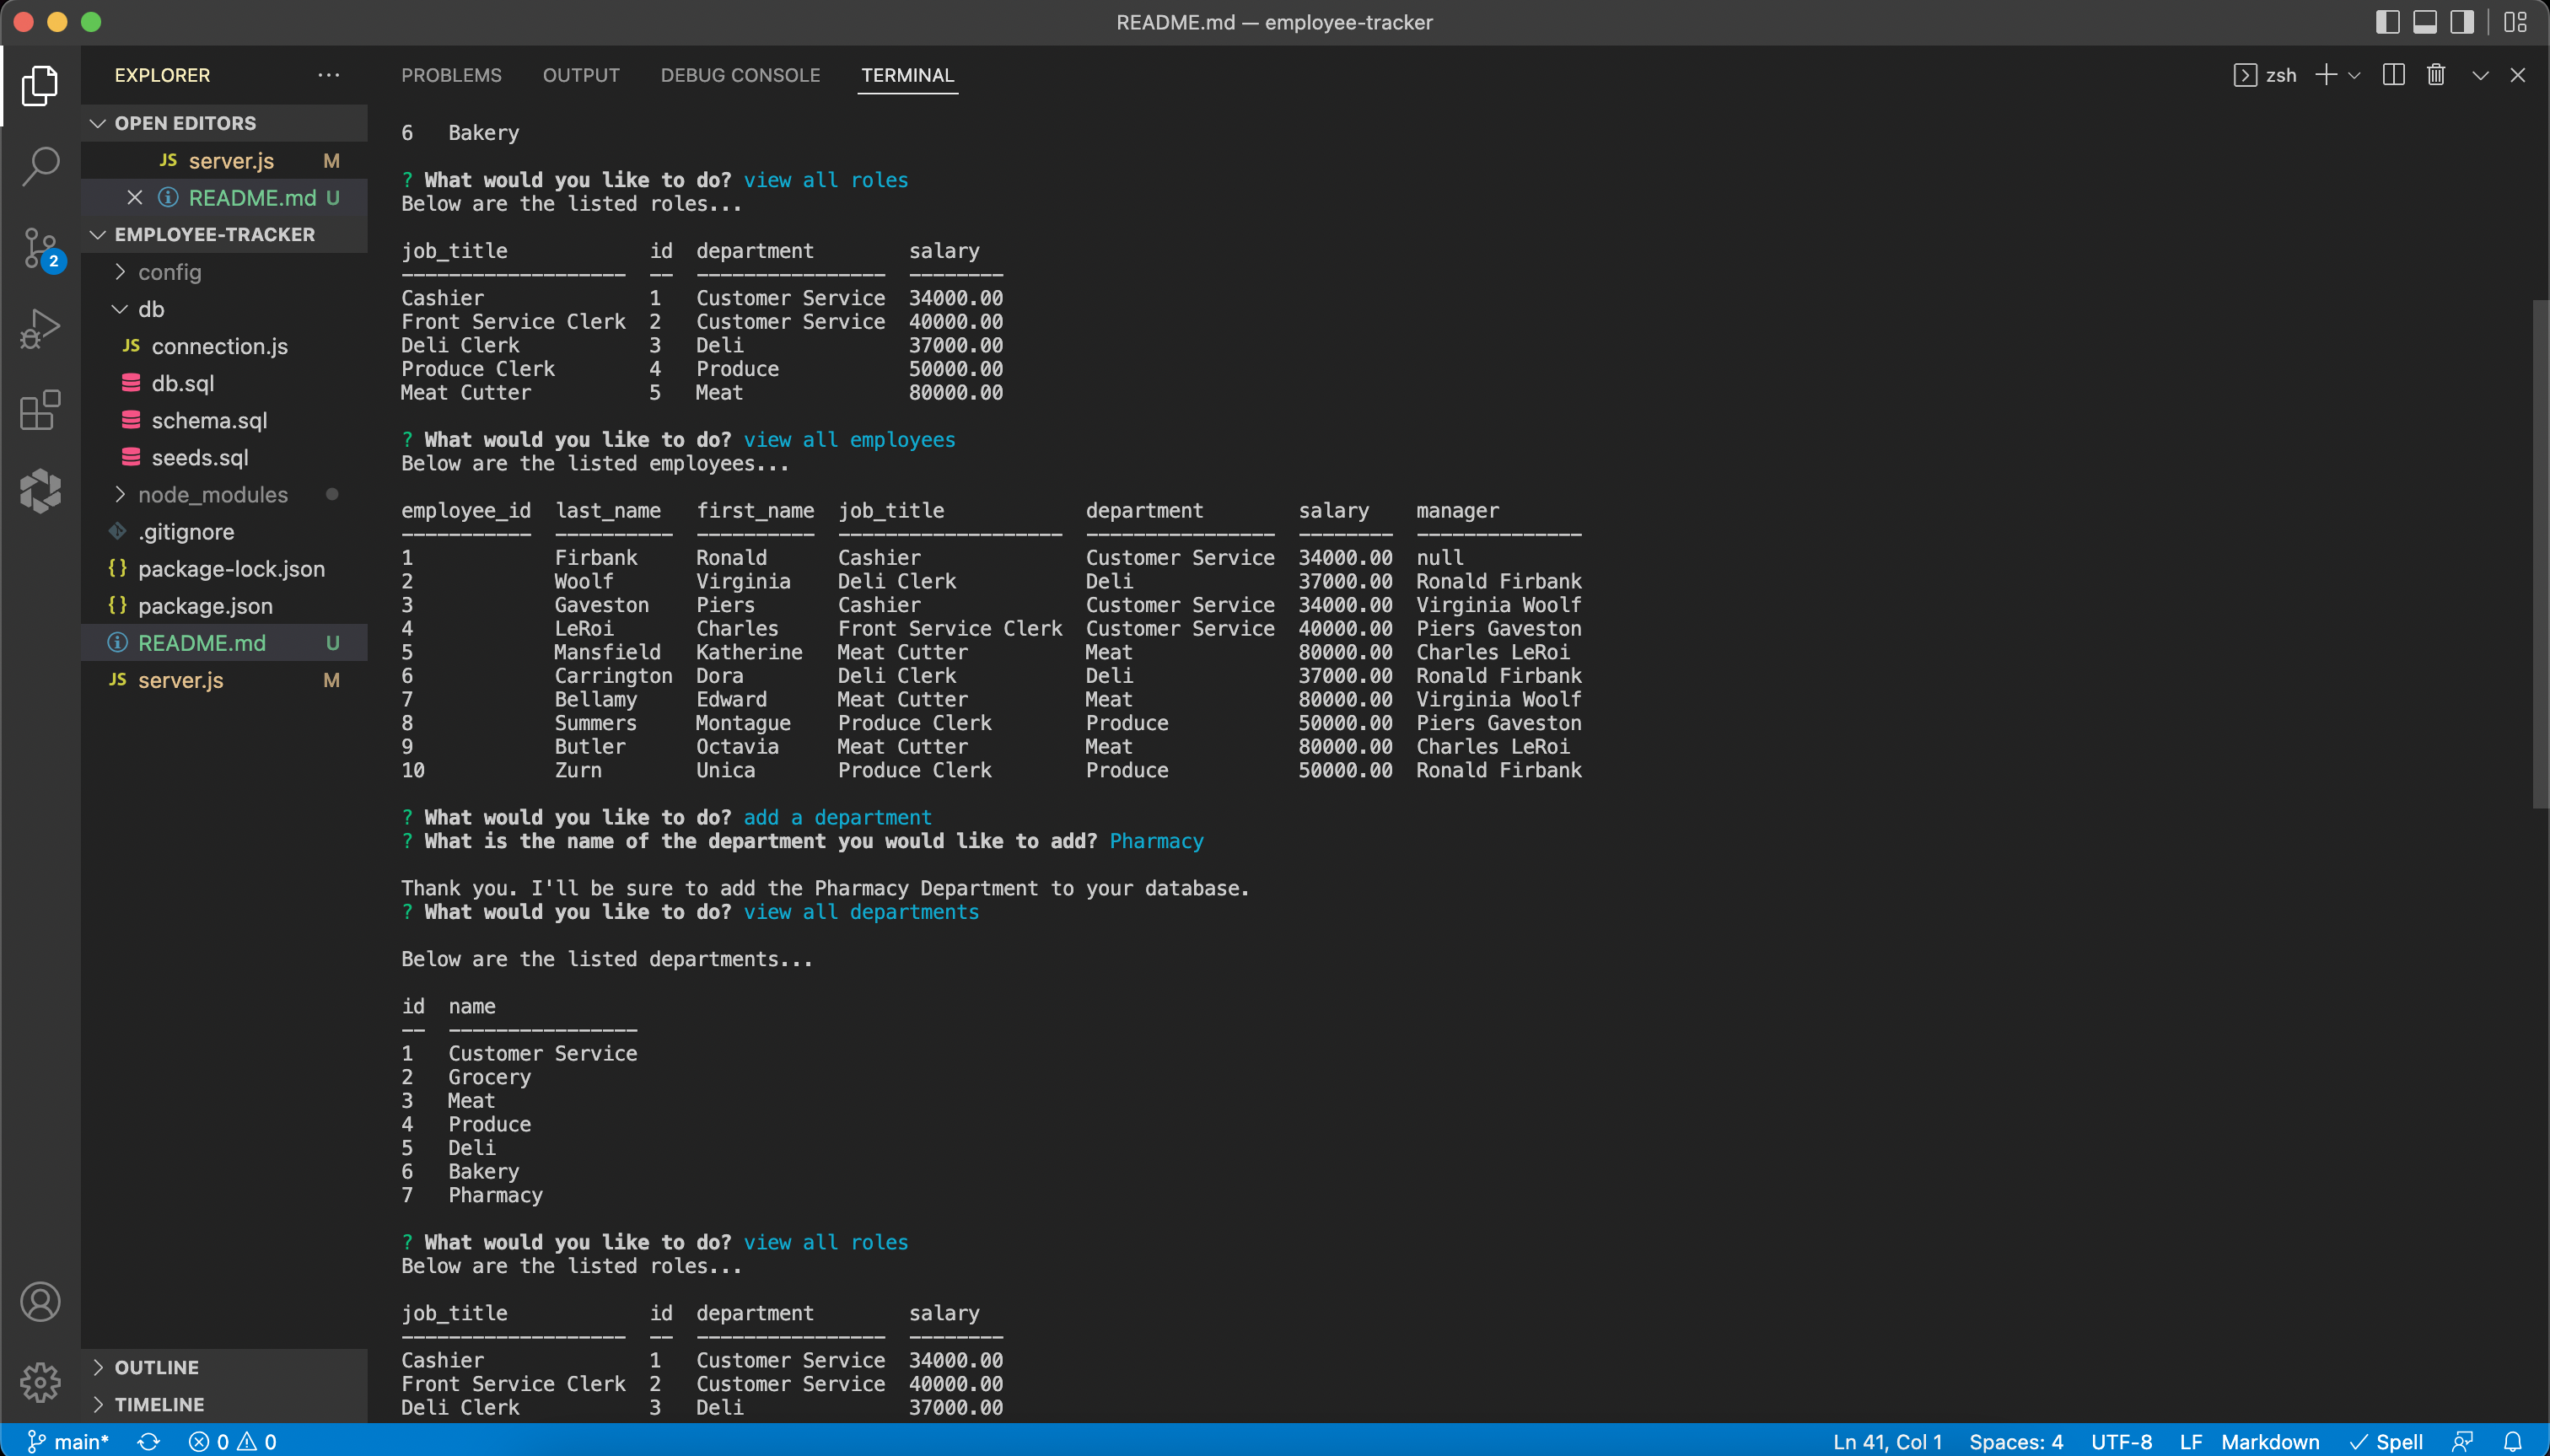 README.md — employee-tracker
EXPLORER
OPEN EDITORS
JS server.js M
README.md U
EMPLOYEE-TRACKER
config
db
JS connection.js
db.sql
schema.sql
seeds.sql
node_modules
.gitignore
{} package-lock.json
{} package.json
README.md U
JS server.js M
OUTLINE
TIMELINE
2
PROBLEMS OUTPUT DEBUG CONSOLE TERMINAL
zsh
6 Bakery
? What would you like to do? view all roles
Below are the listed roles...
job_title id department salary
------------------- -- ---------------- --------
Cashier 1 Customer Service 34000.00
Front Service Clerk 2 Customer Service 40000.00
Deli Clerk 3 Deli 37000.00
Produce Clerk 4 Produce 50000.00
Meat Cutter 5 Meat 80000.00
? What would you like to do? view all employees
Below are the listed employees...
employee_id last_name first_name job_title department salary manager
----------- ---------- ---------- ------------------- ---------------- -------- --------------
1 Firbank Ronald Cashier Customer Service 34000.00 null
2 Woolf Virginia Deli Clerk Deli 37000.00 Ronald Firbank
3 Gaveston Piers Cashier Customer Service 34000.00 Virginia Woolf
4 LeRoi Charles Front Service Clerk Customer Service 40000.00 Piers Gaveston
5 Mansfield Katherine Meat Cutter Meat 80000.00 Charles LeRoi
6 Carrington Dora Deli Clerk Deli 37000.00 Ronald Firbank
7 Bellamy Edward Meat Cutter Meat 80000.00 Virginia Woolf
8 Summers Montague Produce Clerk Produce 50000.00 Piers Gaveston
9 Butler Octavia Meat Cutter Meat 80000.00 Charles LeRoi
10 Zurn Unica Produce Clerk Produce 50000.00 Ronald Firbank
? What would you like to do? add a department
? What is the name of the department you would like to add? Pharmacy
Thank you. I'll be sure to add the Pharmacy Department to your database.
? What would you like to do? view all departments
Below are the listed departments...
id name
-- ----------------
1 Customer Service
2 Grocery
3 Meat
4 Produce
5 Deli
6 Bakery
7 Pharmacy
? What would you like to do? view all roles
Below are the listed roles...
job_title id department salary
------------------- -- ---------------- --------
Cashier 1 Customer Service 34000.00
Front Service Clerk 2 Customer Service 40000.00
Deli Clerk 3 Deli 37000.00
main* 0 0 Ln 41, Col 1 Spaces: 4 UTF-8 LF Markdown Spell